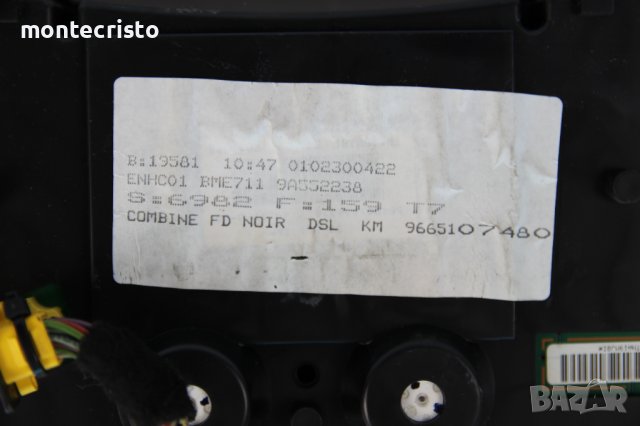 montecristo
B:19581 10:47 0102300422
ENHC01 BME711 9A552238
S:6982 F:159 T7
COMBINE FD NOIR DSL KM 9665107480
BAZAR